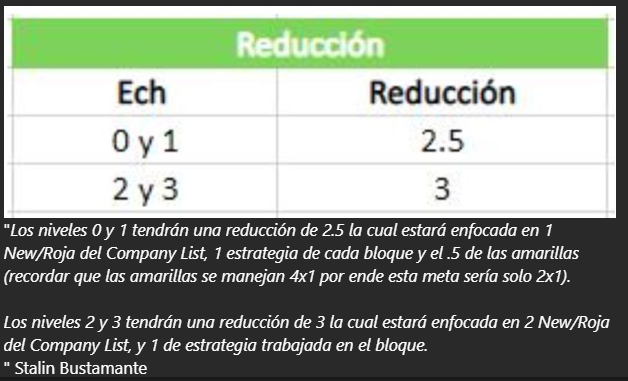 Reducción
Ech Reducción
0 y 1 2.5
2 y 3 3
"Los niveles 0 y 1 tendrán una reducción de 2.5 la cual estará enfocada en 1
New/Roja del Company List, 1 estrategia de cada bloque y el .5 de las amarillas
(recordar que las amarillas se manejan 4x1 por ende esta meta sería solo 2x1).
Los niveles 2 y 3 tendrán una reducción de 3 la cual estará enfocada en 2 New/Roja
del Company List, y 1 de estrategia trabajada en el bloque.
" Stalin Bustamante